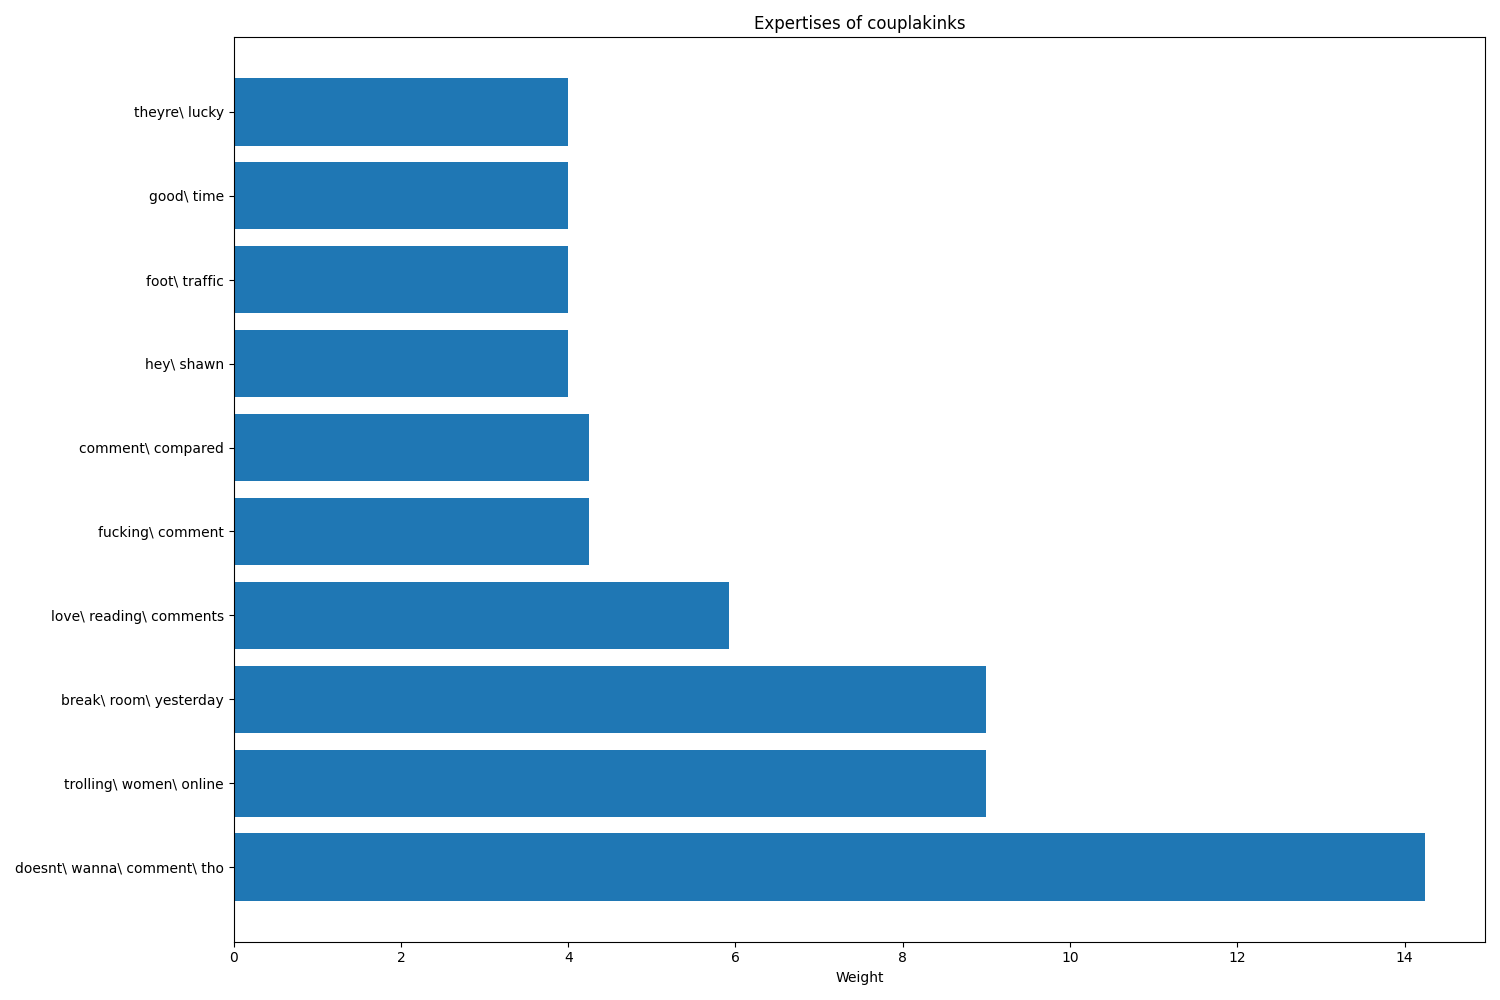 Expertises of couplakinks
theyre\ lucky
good\ time
foot\ traffic
hey\ shawn
comment\ compared
fucking\ comment
love\ reading\ comments
break\ room\ yesterday
trolling\ women\ online
doesnt\ wanna\ comment\ tho
0 2 4 6 8 10 12 14
Weight